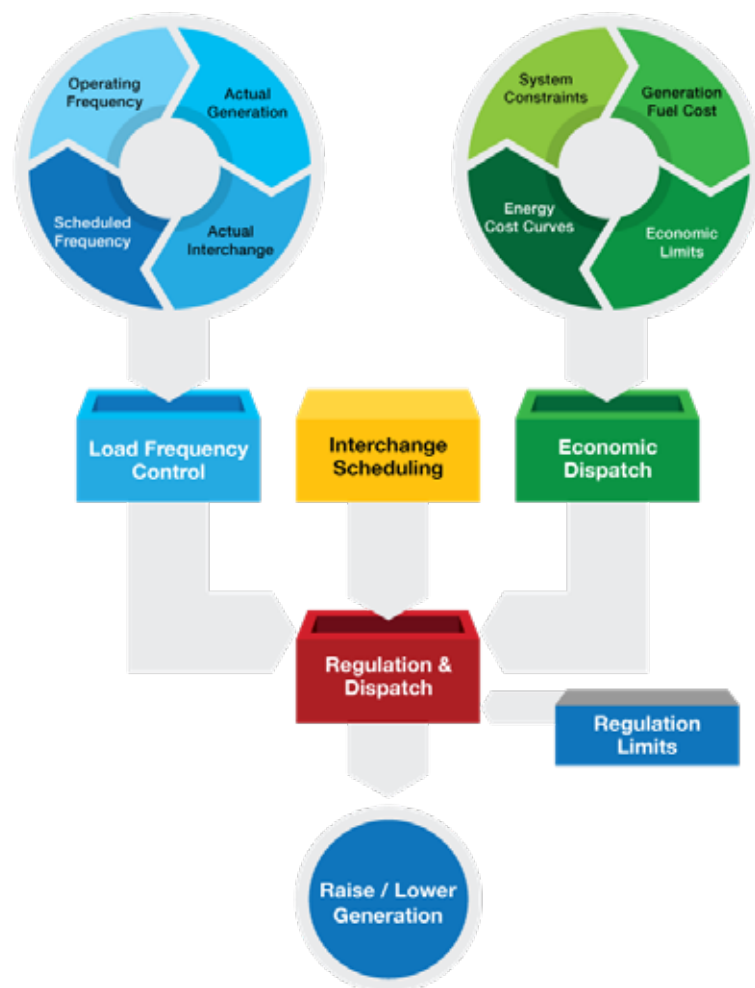 Operating
Frequency
Actual
Generation
Scheduled
Frequency
Actual
Interchange
System
Constraints
Generation
Fuel Cost
Energy
Cost Curves
Economic
Limits
Load Frequency
Control
Interchange
Scheduling
Economic
Dispatch
Regulation &
Dispatch
Regulation
Limits
Raise / Lower
Generation